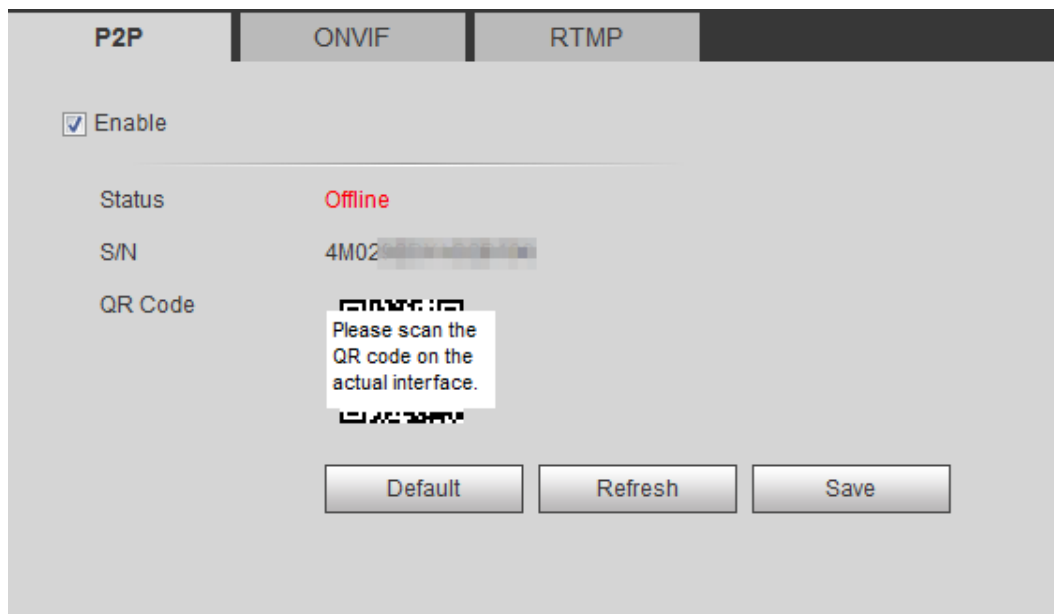 P2P ONVIF RTMP
Enable
Status Offline
S/N 4M02
QR Code
Please scan the
QR code on the
actual interface.
Default Refresh Save